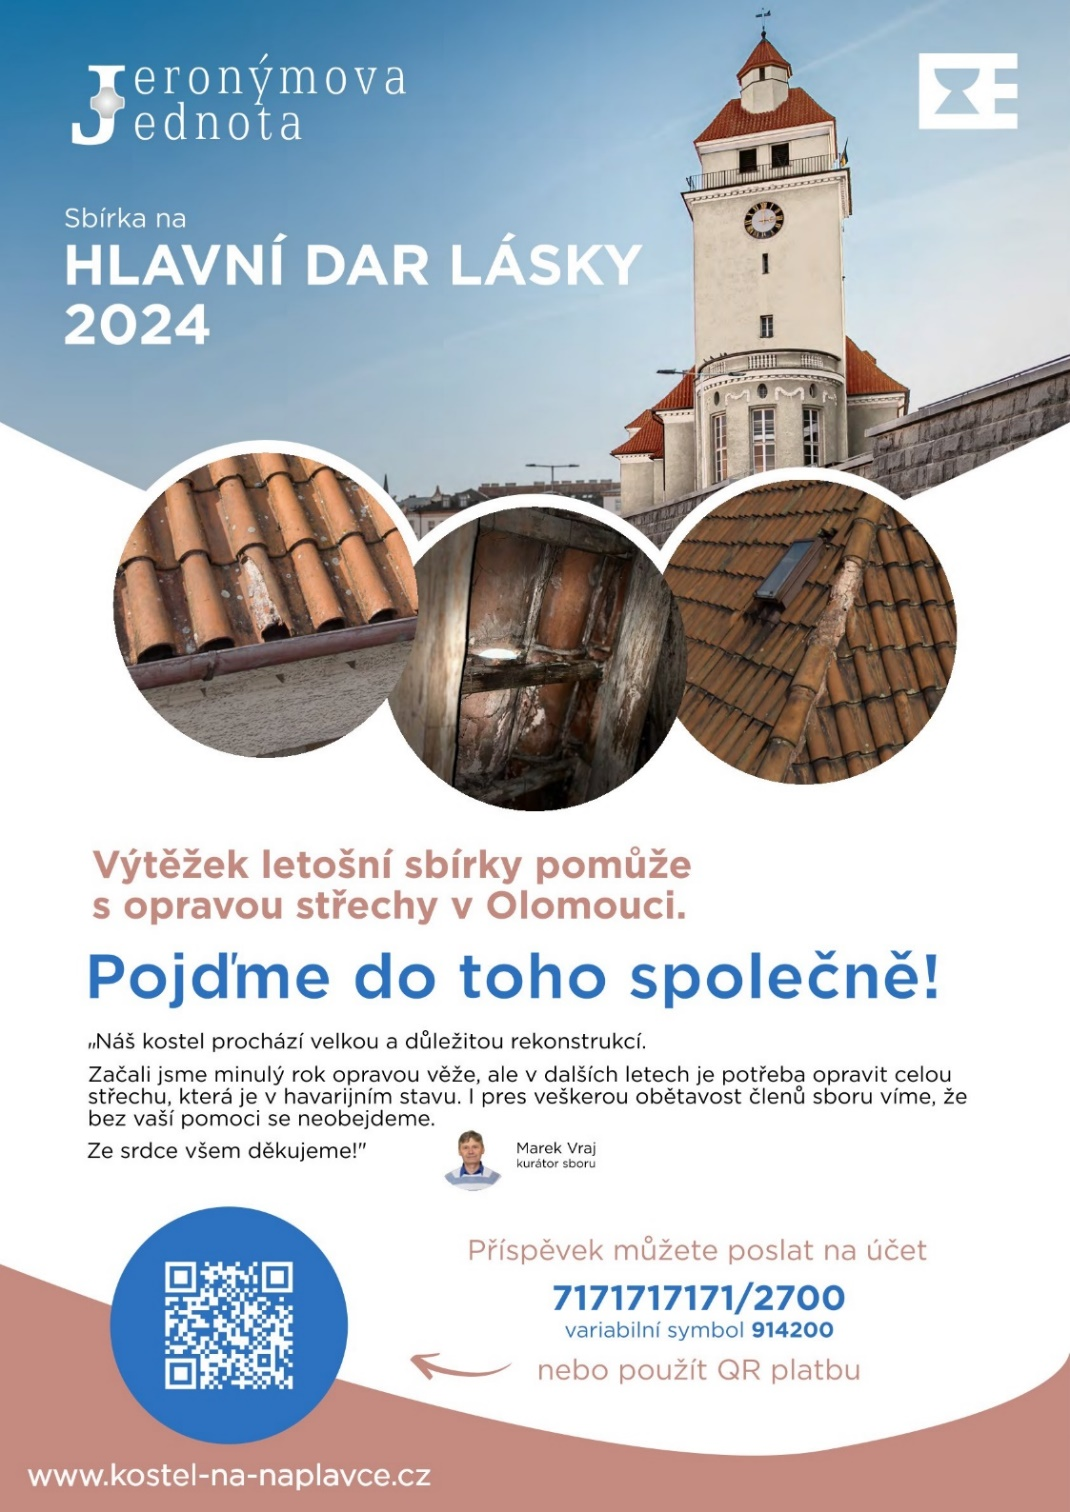 Jeronýmova
Jednota
Sbírka na
HLAVNÍ DAR LÁSKY
2024
Výtěžek letošní sbírky pomůže
s opravou střechy v Olomouci.
Pojďme do toho společně!
„Náš kostel prochází velkou a důležitou rekonstrukcí.
Začali jsme minulý rok opravou věže, ale v dalších letech je potřeba opravit celou
střechu, která je v havarijním stavu. I pres veškerou obětavost členů sboru víme, že
bez vaší pomoci se neobejdeme.
Ze srdce všem děkujeme!"
Marek Vraj
kurátor sboru
Příspěvek můžete poslat na účet
7171717171/2700
variabilní symbol 914200
nebo použít QR platbu
www.kostel-na-naplavce.cz